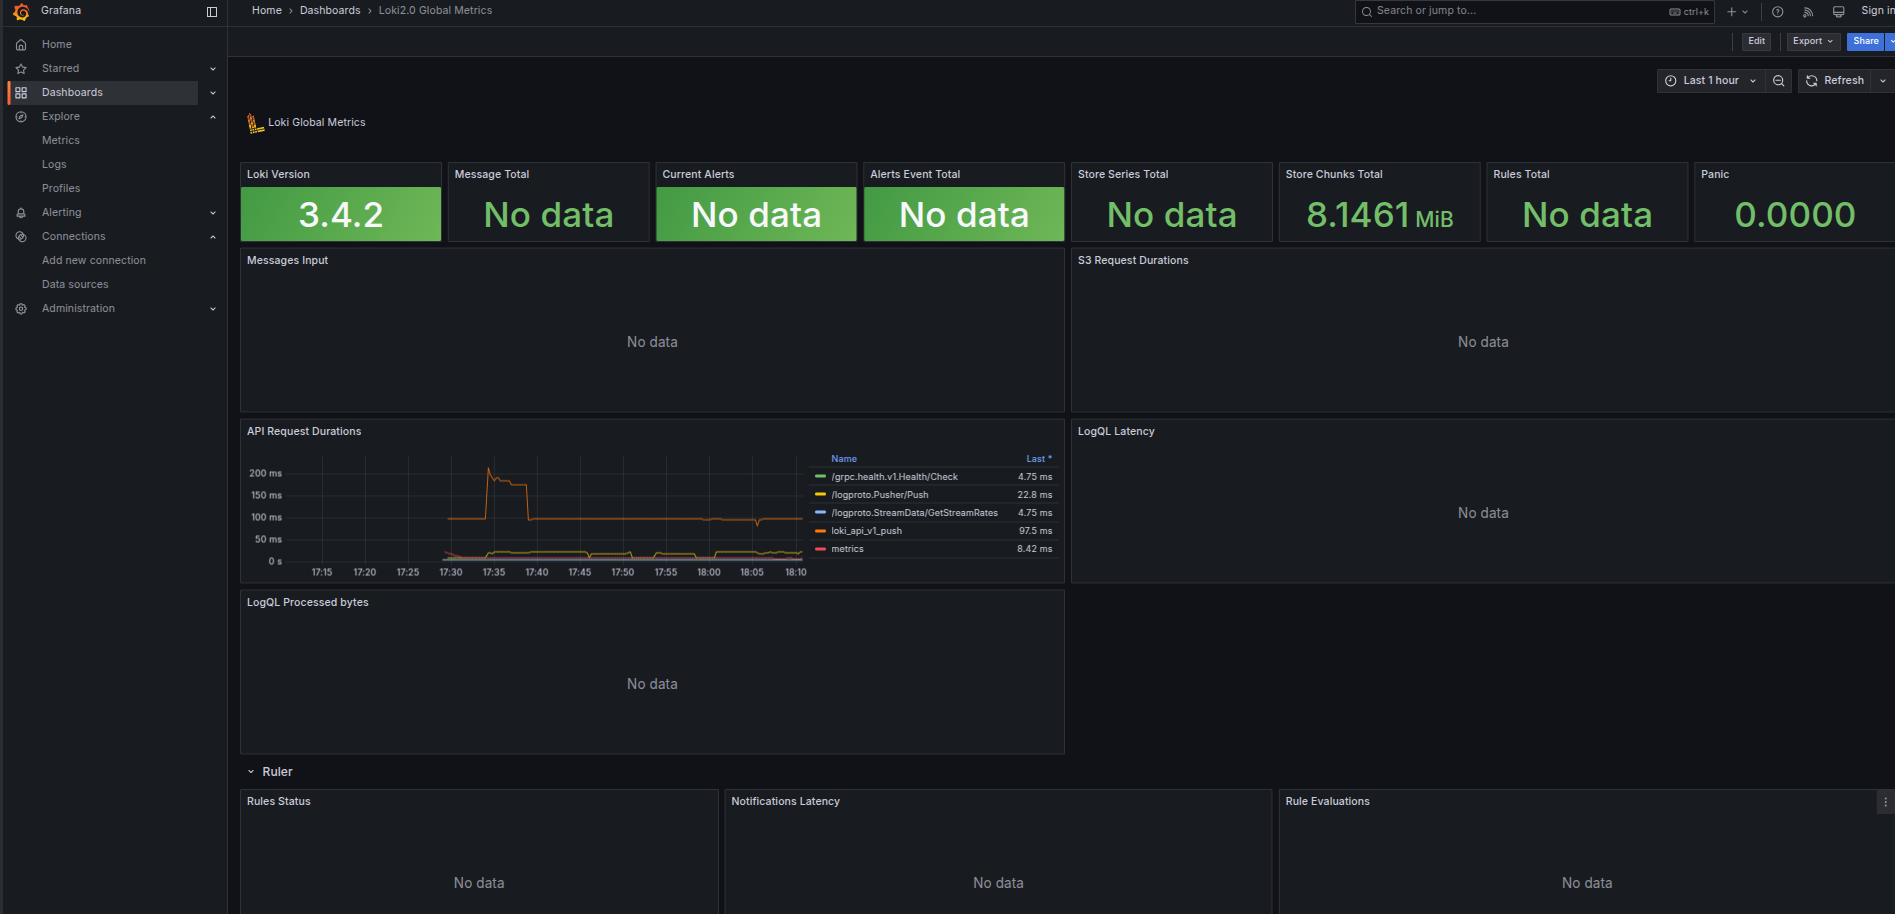 Grafana
Home › Dashboards › Loki2.0 Global Metrics
Search or jump to...
ctrl+k
Sign in
Edit
Export
Share
Home
Starred
Dashboards
Explore
Metrics
Logs
Profiles
Alerting
Connections
Add new connection
Data sources
Administration
Last 1 hour
Refresh
Loki Global Metrics
Loki Version
3.4.2
Message Total
No data
Current Alerts
No data
Alerts Event Total
No data
Store Series Total
No data
Store Chunks Total
8.1461 MiB
Rules Total
No data
Panic
0.0000
Messages Input
No data
S3 Request Durations
No data
API Request Durations
200 ms
150 ms
100 ms
50 ms
0 s
17:15 17:20 17:25 17:30 17:35 17:40 17:45 17:50 17:55 18:00 18:05 18:10
Name Last *
/grpc.health.v1.Health/Check 4.75 ms
/logproto.Pusher/Push 22.8 ms
/logproto.StreamData/GetStreamRates 4.75 ms
loki_api_v1_push 97.5 ms
metrics 8.42 ms
LogQL Latency
No data
LogQL Processed bytes
No data
Ruler
Rules Status
No data
Notifications Latency
No data
Rule Evaluations
No data